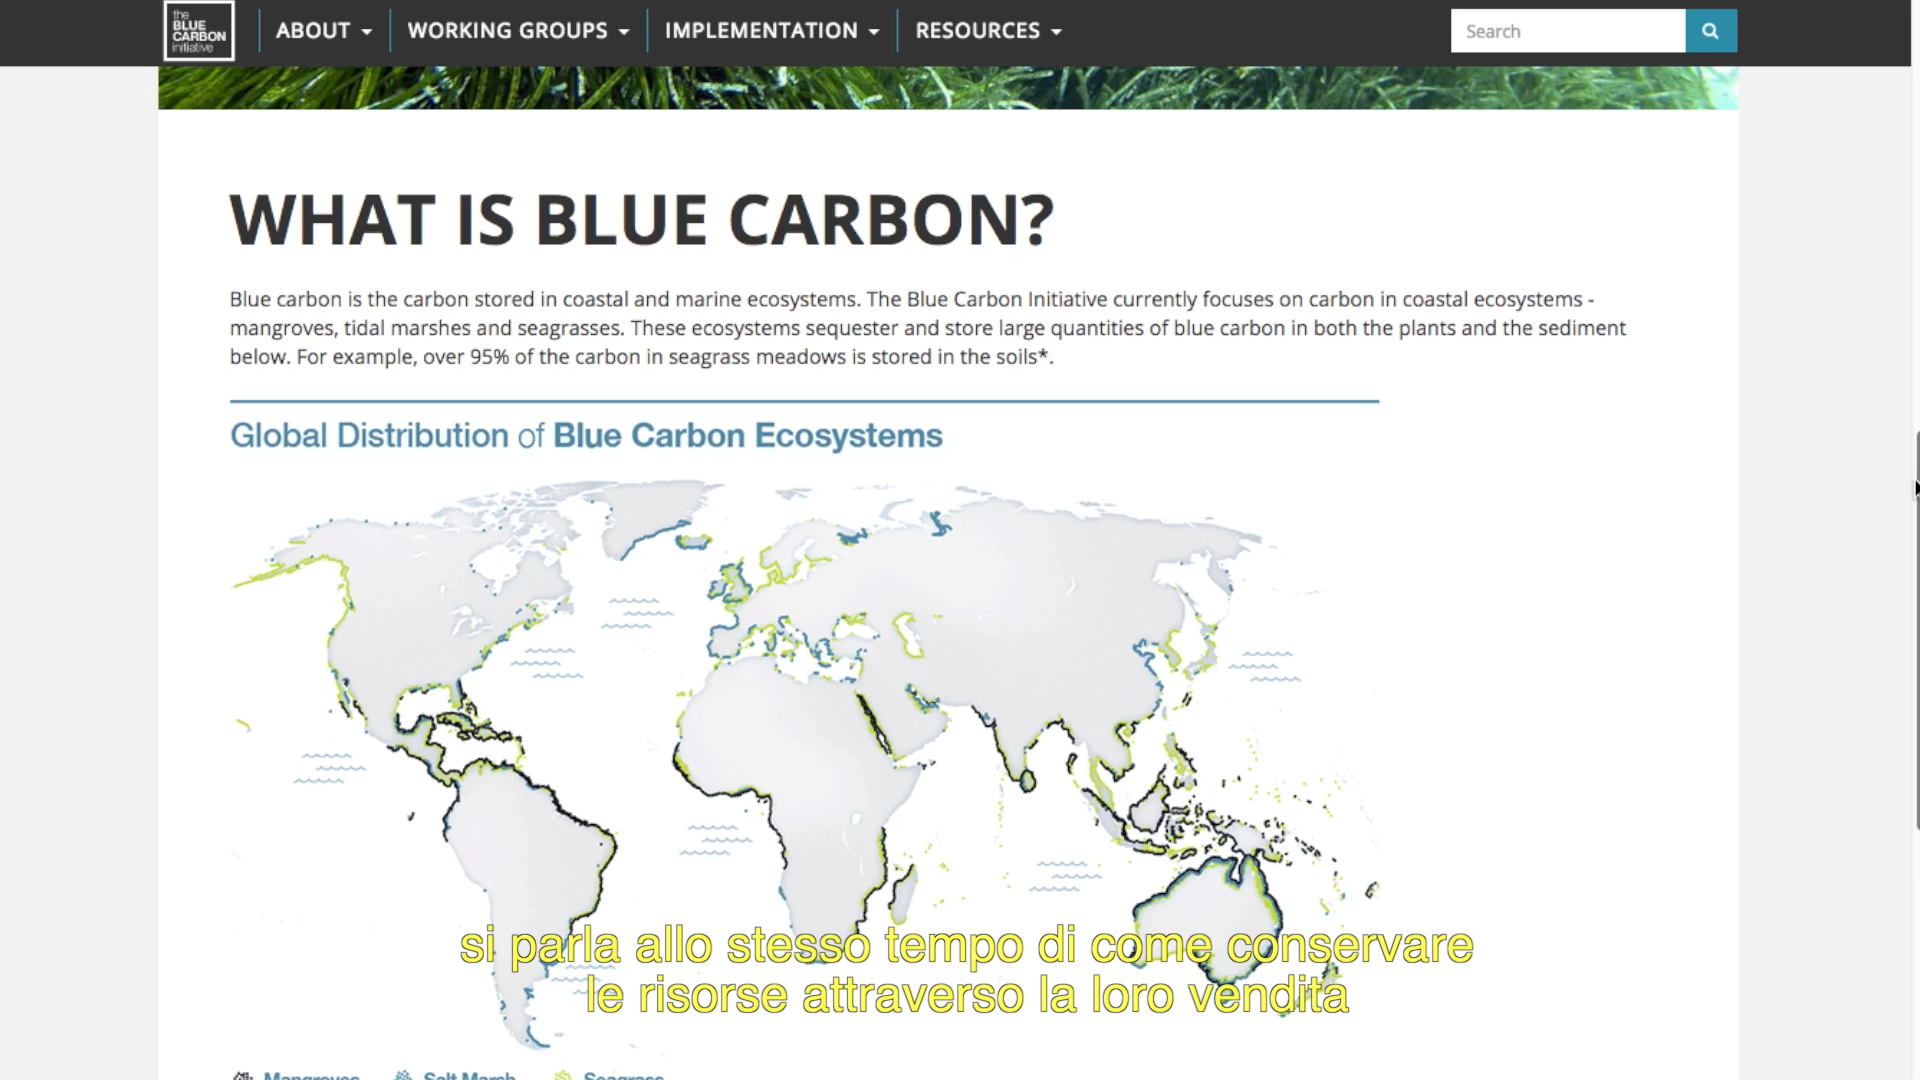 the
BLUE
CARBON
initiative
ABOUT
WORKING GROUPS
IMPLEMENTATION
RESOURCES
Search
WHAT IS BLUE CARBON?
Blue carbon is the carbon stored in coastal and marine ecosystems. The Blue Carbon Initiative currently focuses on carbon in coastal ecosystems -
mangroves, tidal marshes and seagrasses. These ecosystems sequester and store large quantities of blue carbon in both the plants and the sediment
below. For example, over 95% of the carbon in seagrass meadows is stored in the soils*.
Global Distribution of Blue Carbon Ecosystems
si parla allo stesso tempo di come conservare
le risorse attraverso la loro vendita
Mangroves Salt Marsh Seagrass